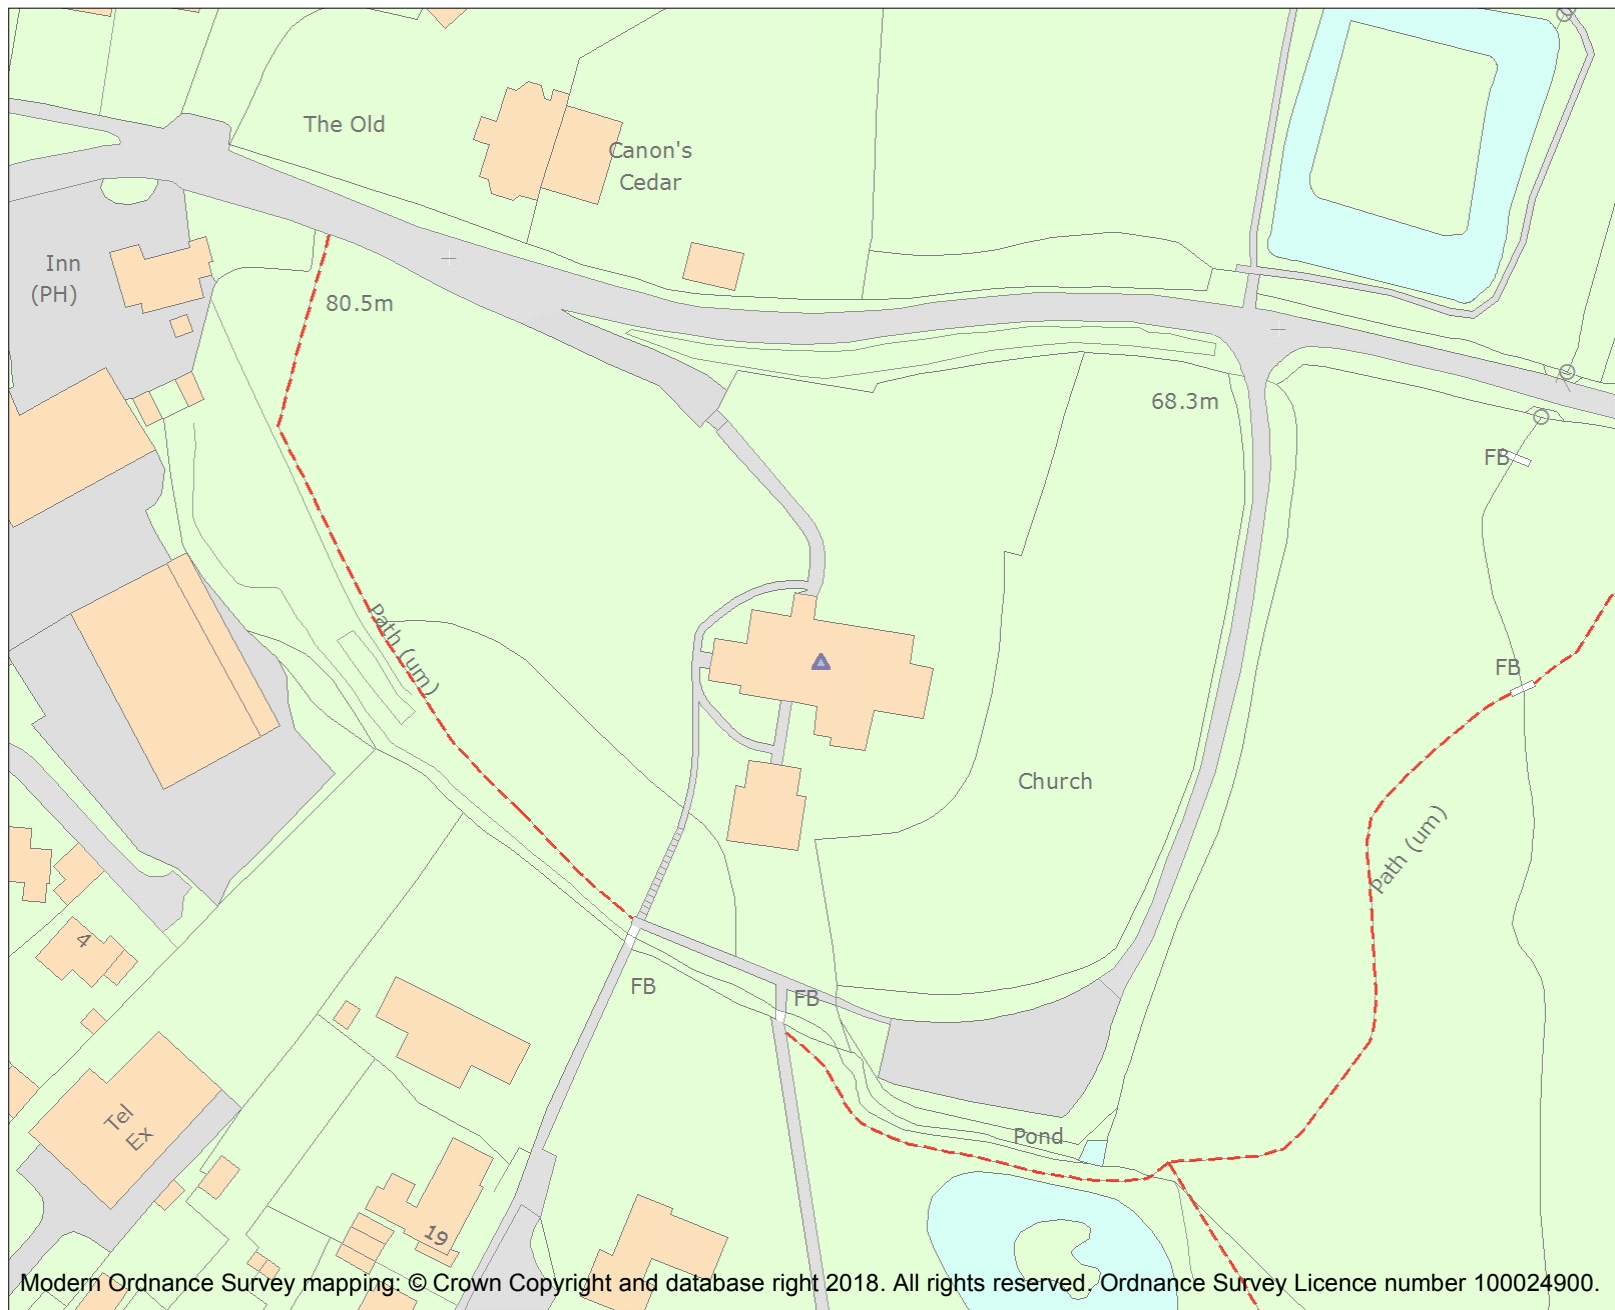 The Old
Canon's
Cedar
Inn
(PH)
80.5m
68.3m
FB
Path (um)
FB
Church
Path (um)
4
FB
FB
Tel
Ex
Pond
19
Modern Ordnance Survey mapping: © Crown Copyright and database right 2018. All rights reserved. Ordnance Survey Licence number 100024900.